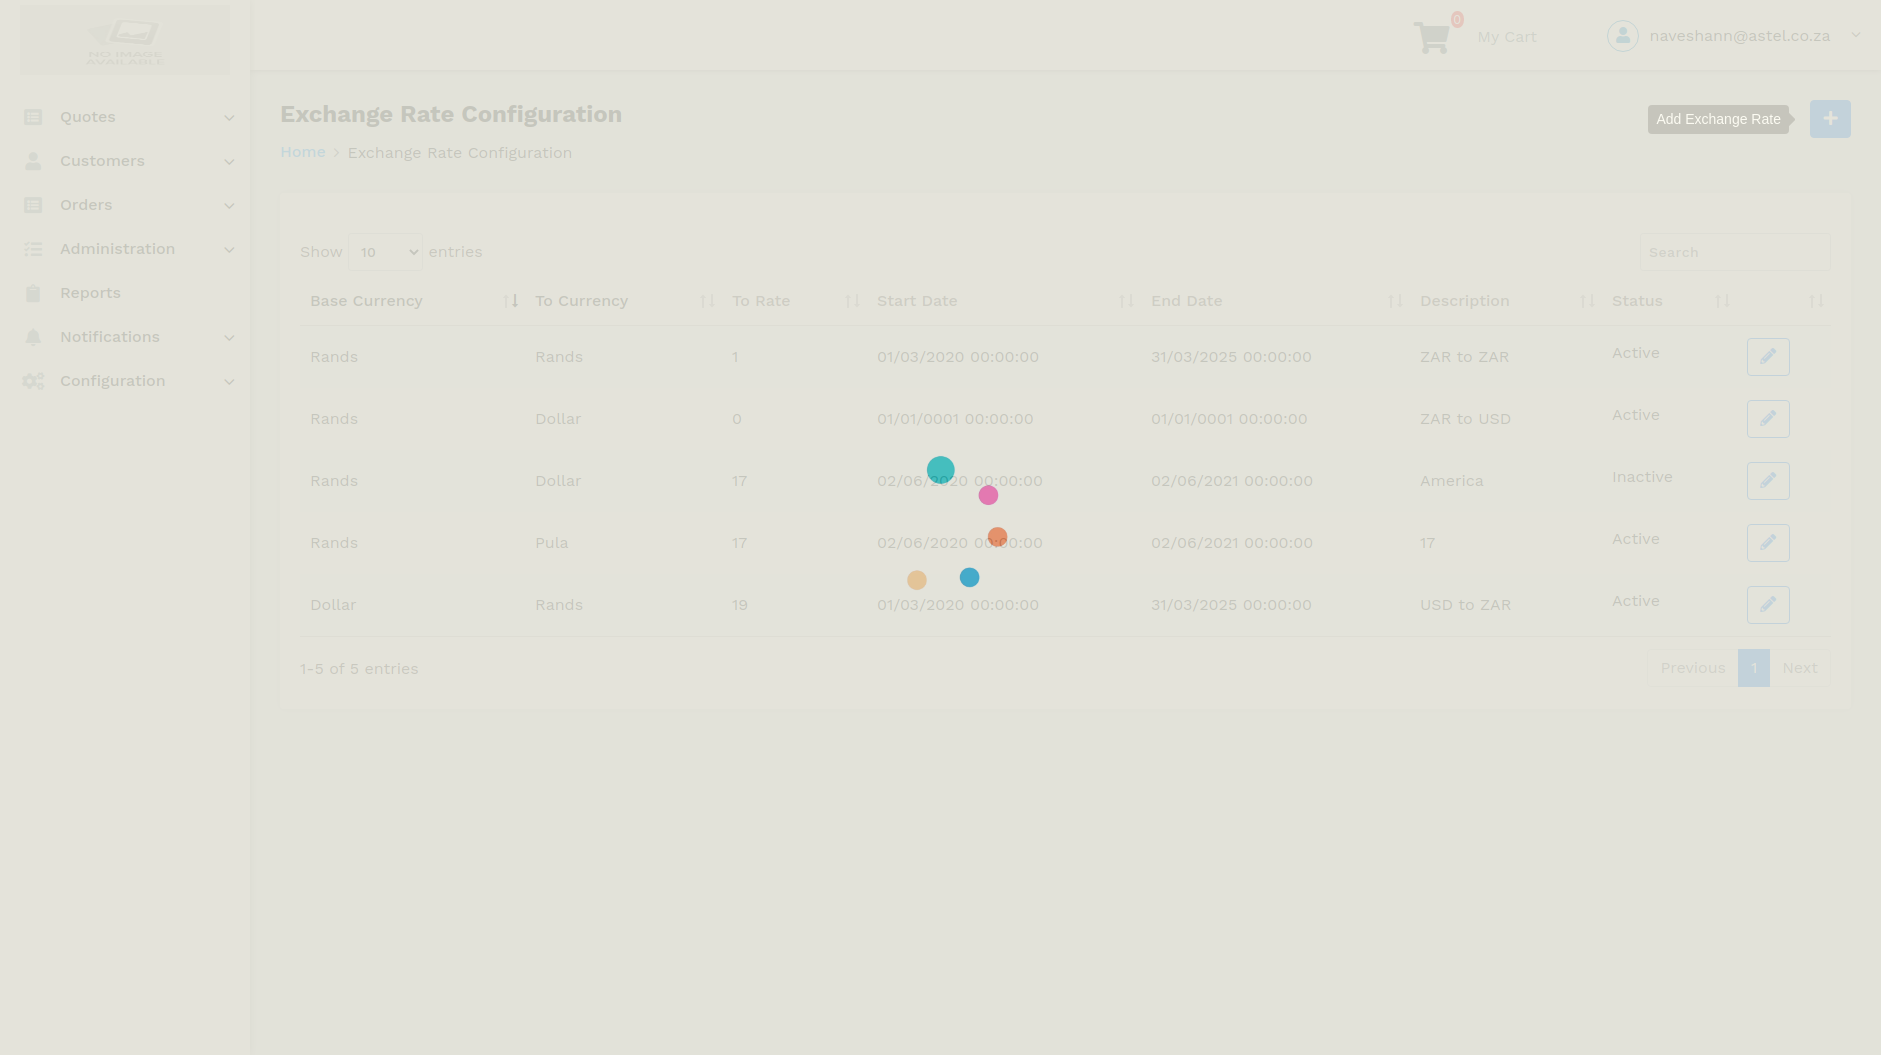 NO IMAGE
AVAILABLE
0
My Cart
naveshann@astel.co.za
Quotes
Customers
Orders
Administration
Reports
Notifications
Configuration
Exchange Rate Configuration
Add Exchange Rate
Home > Exchange Rate Configuration
Show 10 entries
Search
Base Currency To Currency To Rate Start Date End Date Description Status
Rands Rands 1 01/03/2020 00:00:00 31/03/2025 00:00:00 ZAR to ZAR Active
Rands Dollar 0 01/01/0001 00:00:00 01/01/0001 00:00:00 ZAR to USD Active
Rands Dollar 17 02/06/2020 00:00:00 02/06/2021 00:00:00 America Inactive
Rands Pula 17 02/06/2020 00:00:00 02/06/2021 00:00:00 17 Active
Dollar Rands 19 01/03/2020 00:00:00 31/03/2025 00:00:00 USD to ZAR Active
1-5 of 5 entries
Previous 1 Next